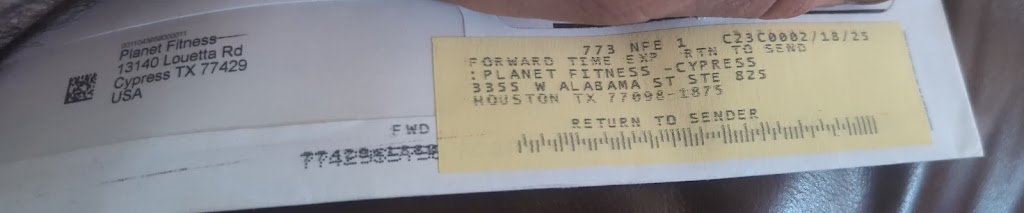 Planet Fitness
13140 Louetta Rd
Cypress TX 77429
USA
773 NFE 1 C23C0002/18/25
FORWARD TIME EXP RTN TO SEND
:PLANET FITNESS -CYPRESS
3355 W ALABAMA ST STE 825
HOUSTON TX 77098-1875
RETURN TO SENDER
FWD